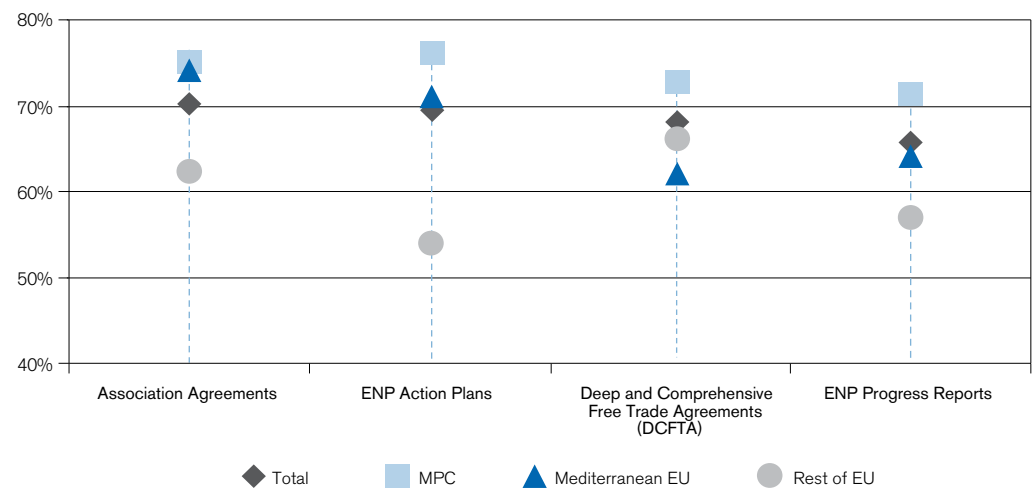 80%
70%
60%
50%
40%
Association Agreements
ENP Action Plans
Deep and Comprehensive
Free Trade Agreements
(DCFTA)
ENP Progress Reports
Total
MPC
Mediterranean EU
Rest of EU